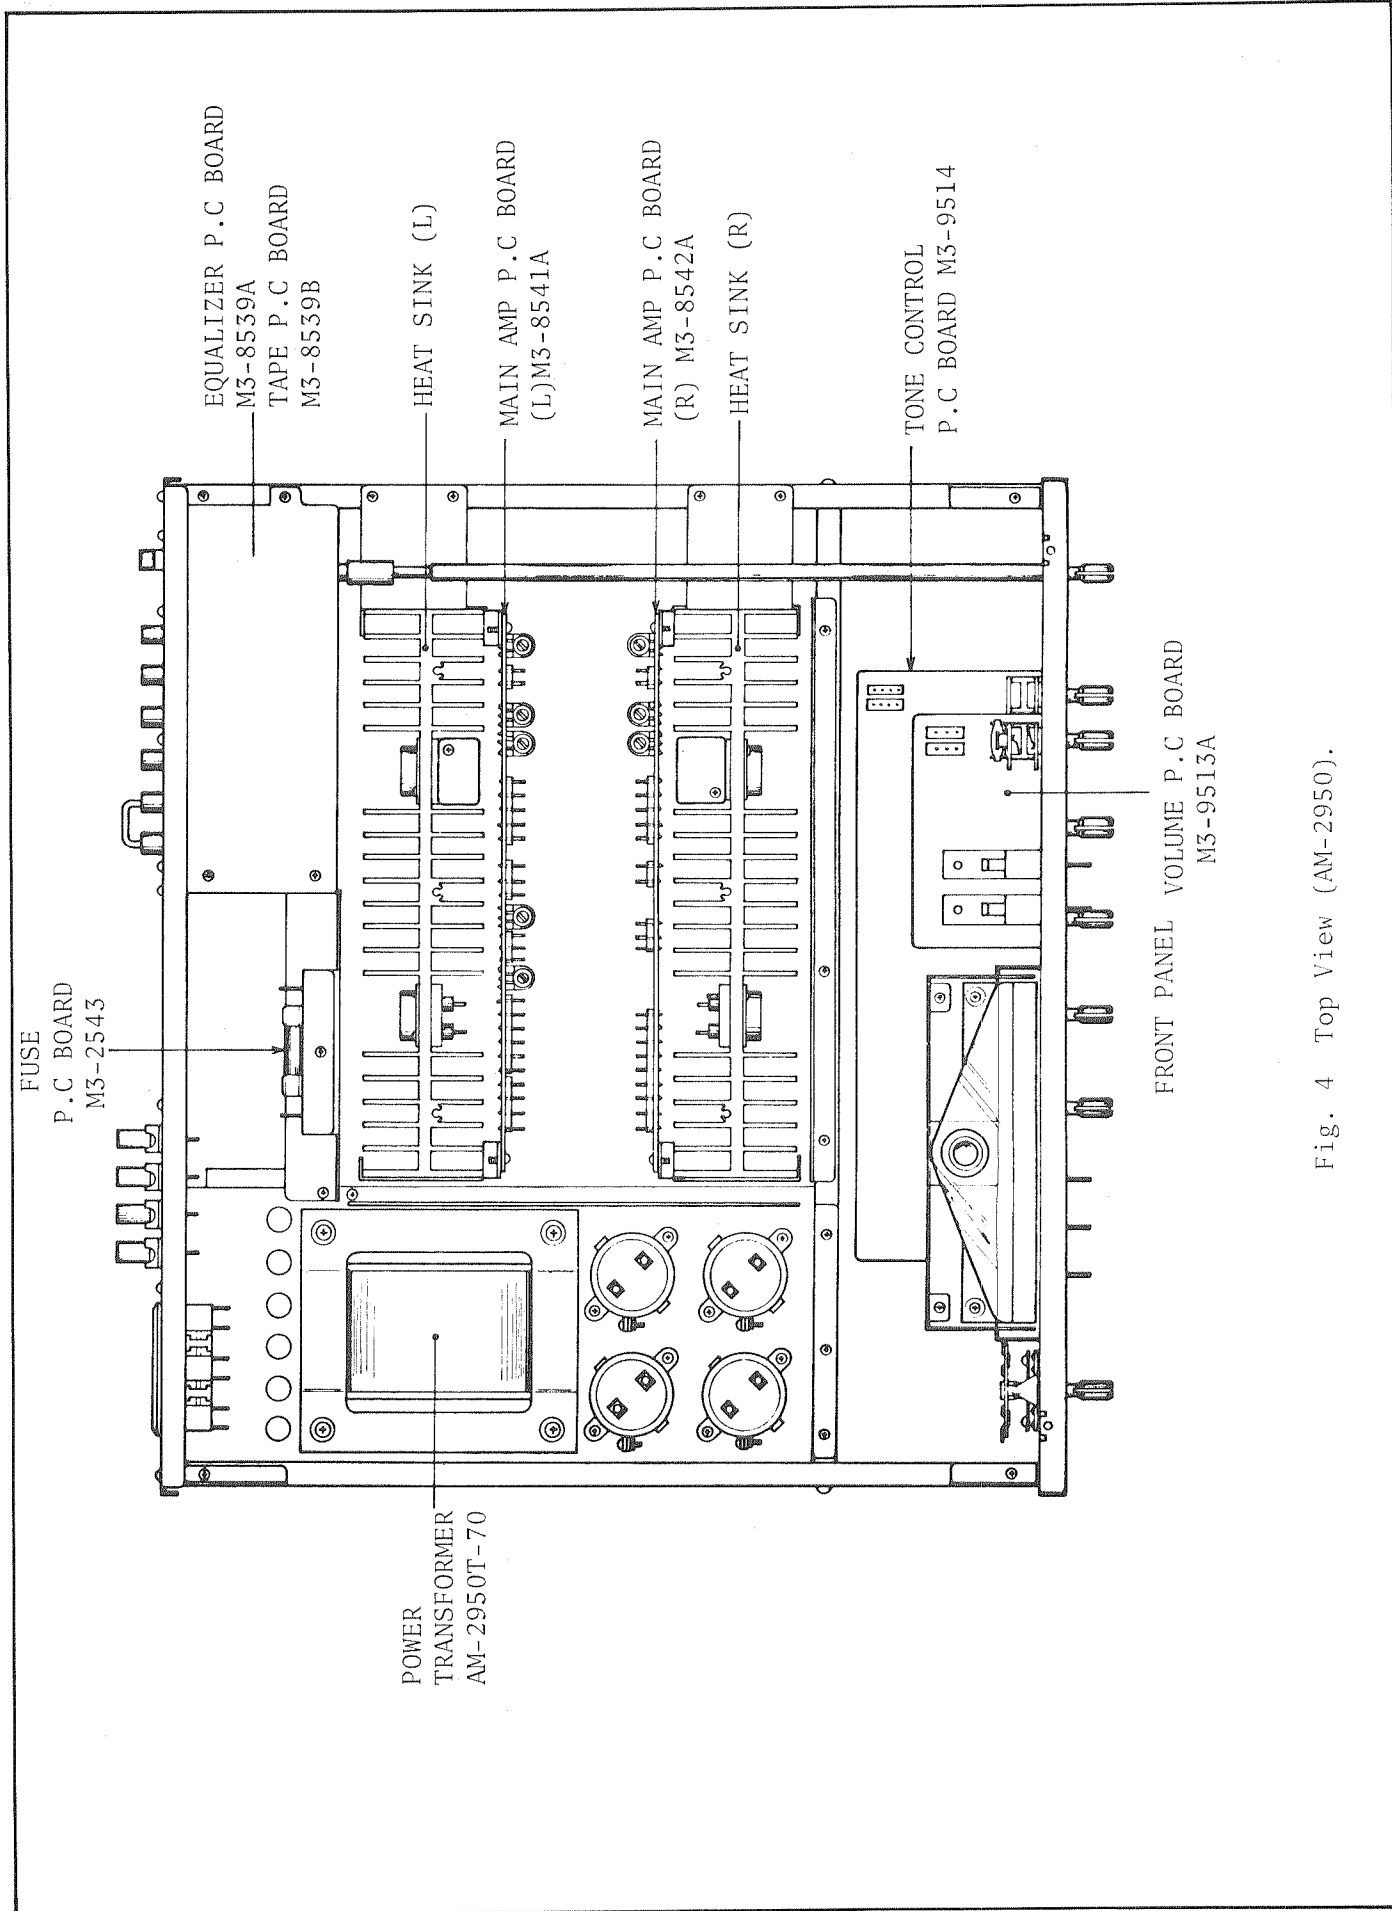 FUSE
P.C BOARD
M3-2543
EQUALIZER P.C BOARD
M3-8539A
TAPE P.C BOARD
M3-8539B
HEAT SINK (L)
MAIN AMP P.C BOARD
(L)M3-8541A
MAIN AMP P.C BOARD
(R) M3-8542A
HEAT SINK (R)
TONE CONTROL
P.C BOARD M3-9514
POWER
TRANSFORMER
AM-2950T-70
FRONT PANEL
VOLUME P.C BOARD
M3-9513A
Fig. 4 Top View (AM-2950).